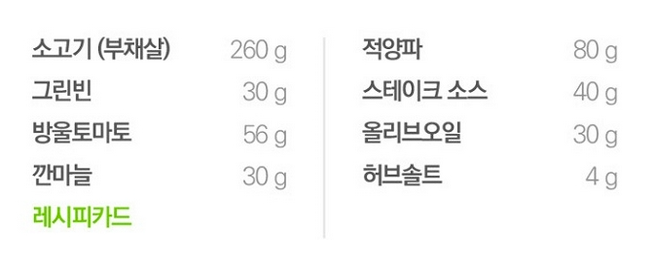 소고기 (부채살) 260 g
그린빈 30 g
방울토마토 56 g
깐마늘 30 g
레시피카드
적양파 80 g
스테이크 소스 40 g
올리브오일 30 g
허브솔트 4 g